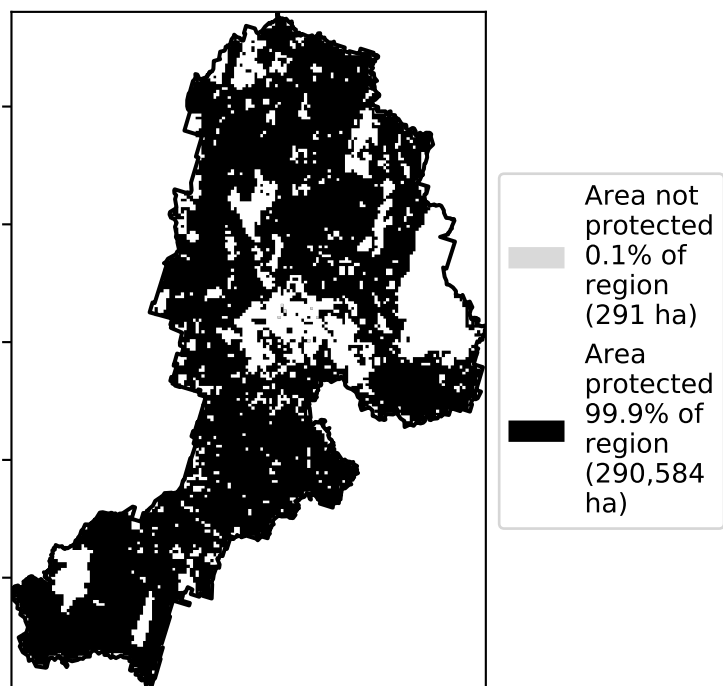 Area not
protected
0.1% of
region
(291 ha)
Area
protected
99.9% of
region
(290,584
ha)